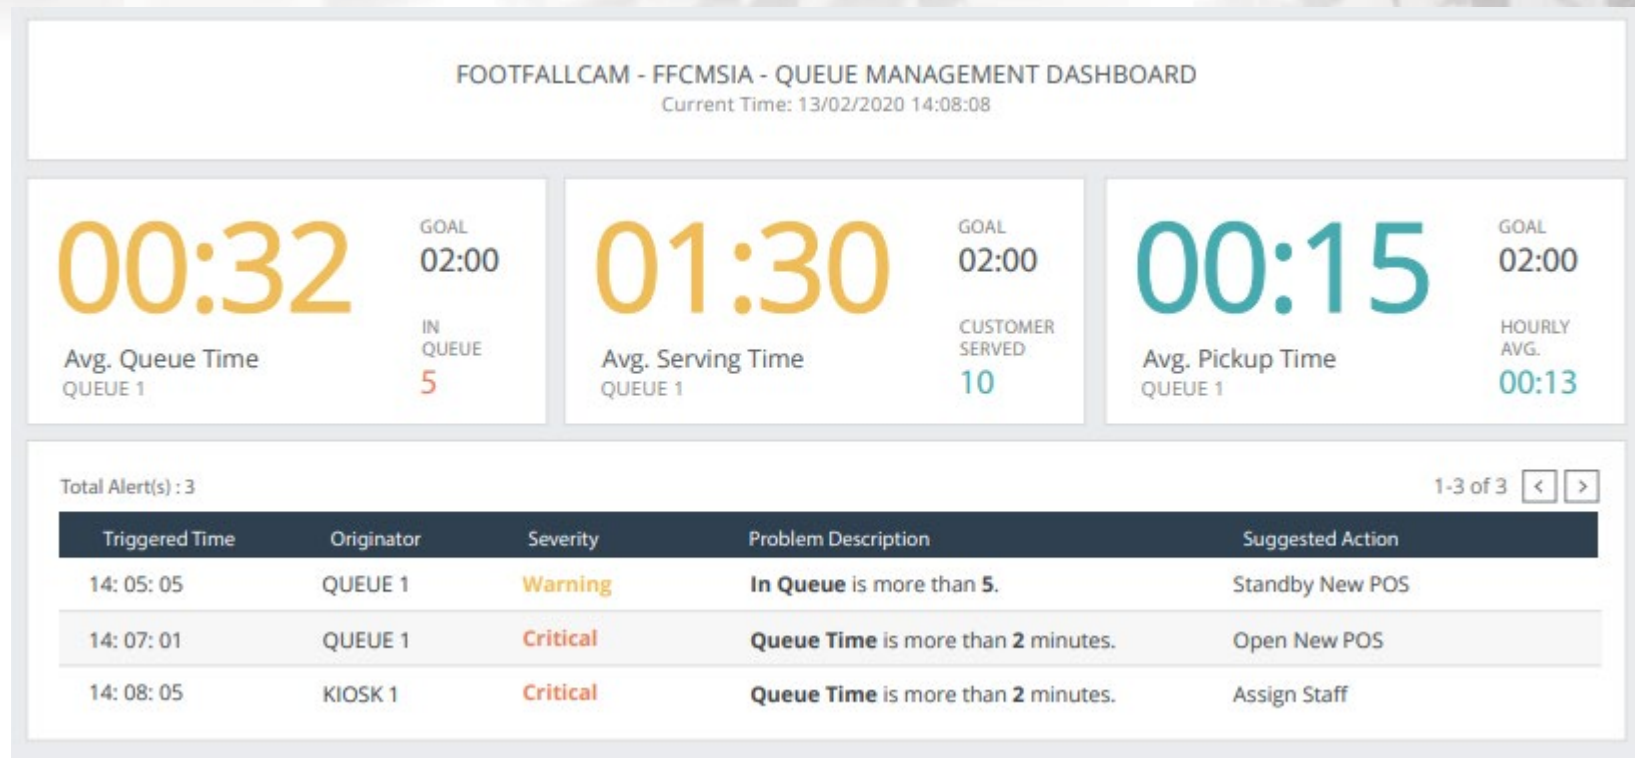 FOOTFALLCAM - FFCMSIA - QUEUE MANAGEMENT DASHBOARD
Current Time: 13/02/2020 14:08:08
00:32
Avg. Queue Time
QUEUE 1
GOAL
02:00
IN
QUEUE
5
01:30
Avg. Serving Time
QUEUE 1
GOAL
02:00
CUSTOMER
SERVED
10
00:15
Avg. Pickup Time
QUEUE 1
GOAL
02:00
HOURLY
AVG.
00:13
Total Alert(s) : 3
1-3 of 3 < >
Triggered Time Originator Severity Problem Description Suggested Action
14: 05: 05 QUEUE 1 Warning In Queue is more than 5. Standby New POS
14: 07: 01 QUEUE 1 Critical Queue Time is more than 2 minutes. Open New POS
14: 08: 05 KIOSK 1 Critical Queue Time is more than 2 minutes. Assign Staff